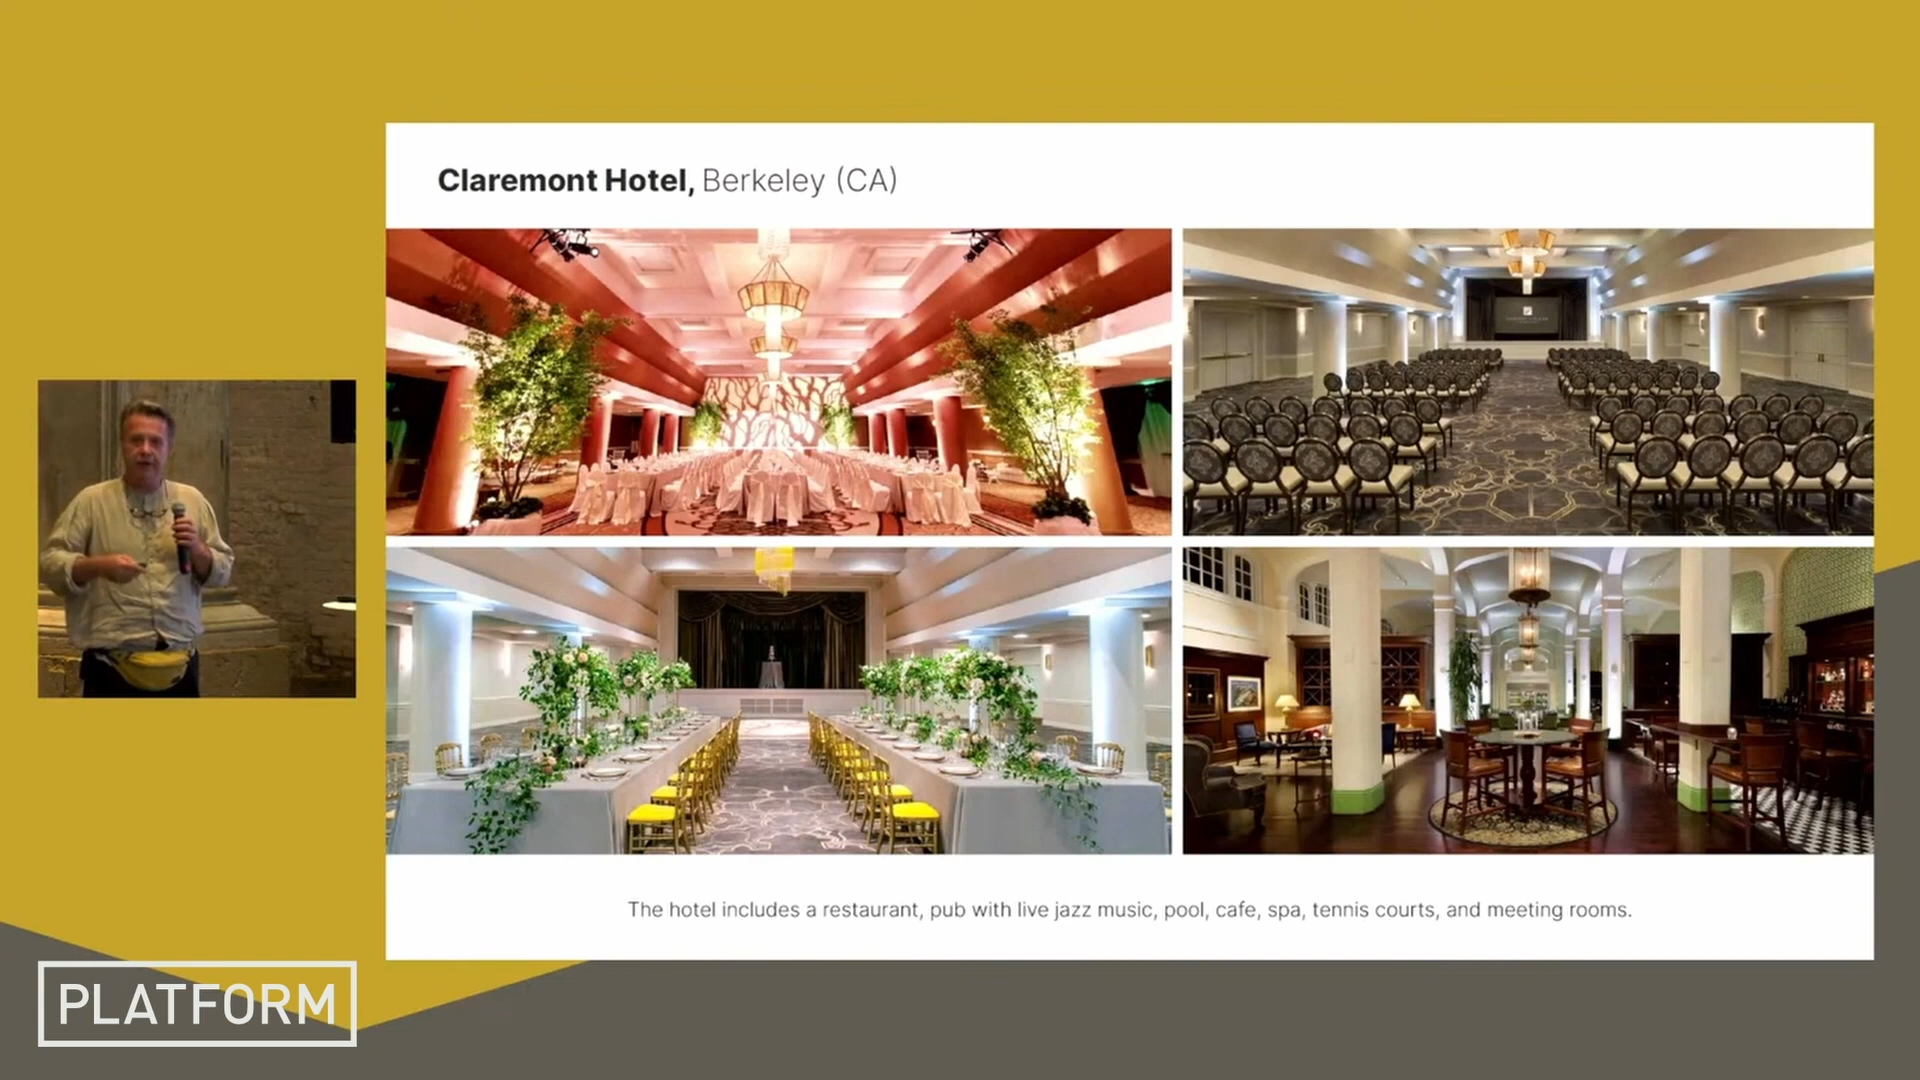 Claremont Hotel, Berkeley (CA)
The hotel includes a restaurant, pub with live jazz music, pool, cafe, spa, tennis courts, and meeting rooms.
PLATFORM